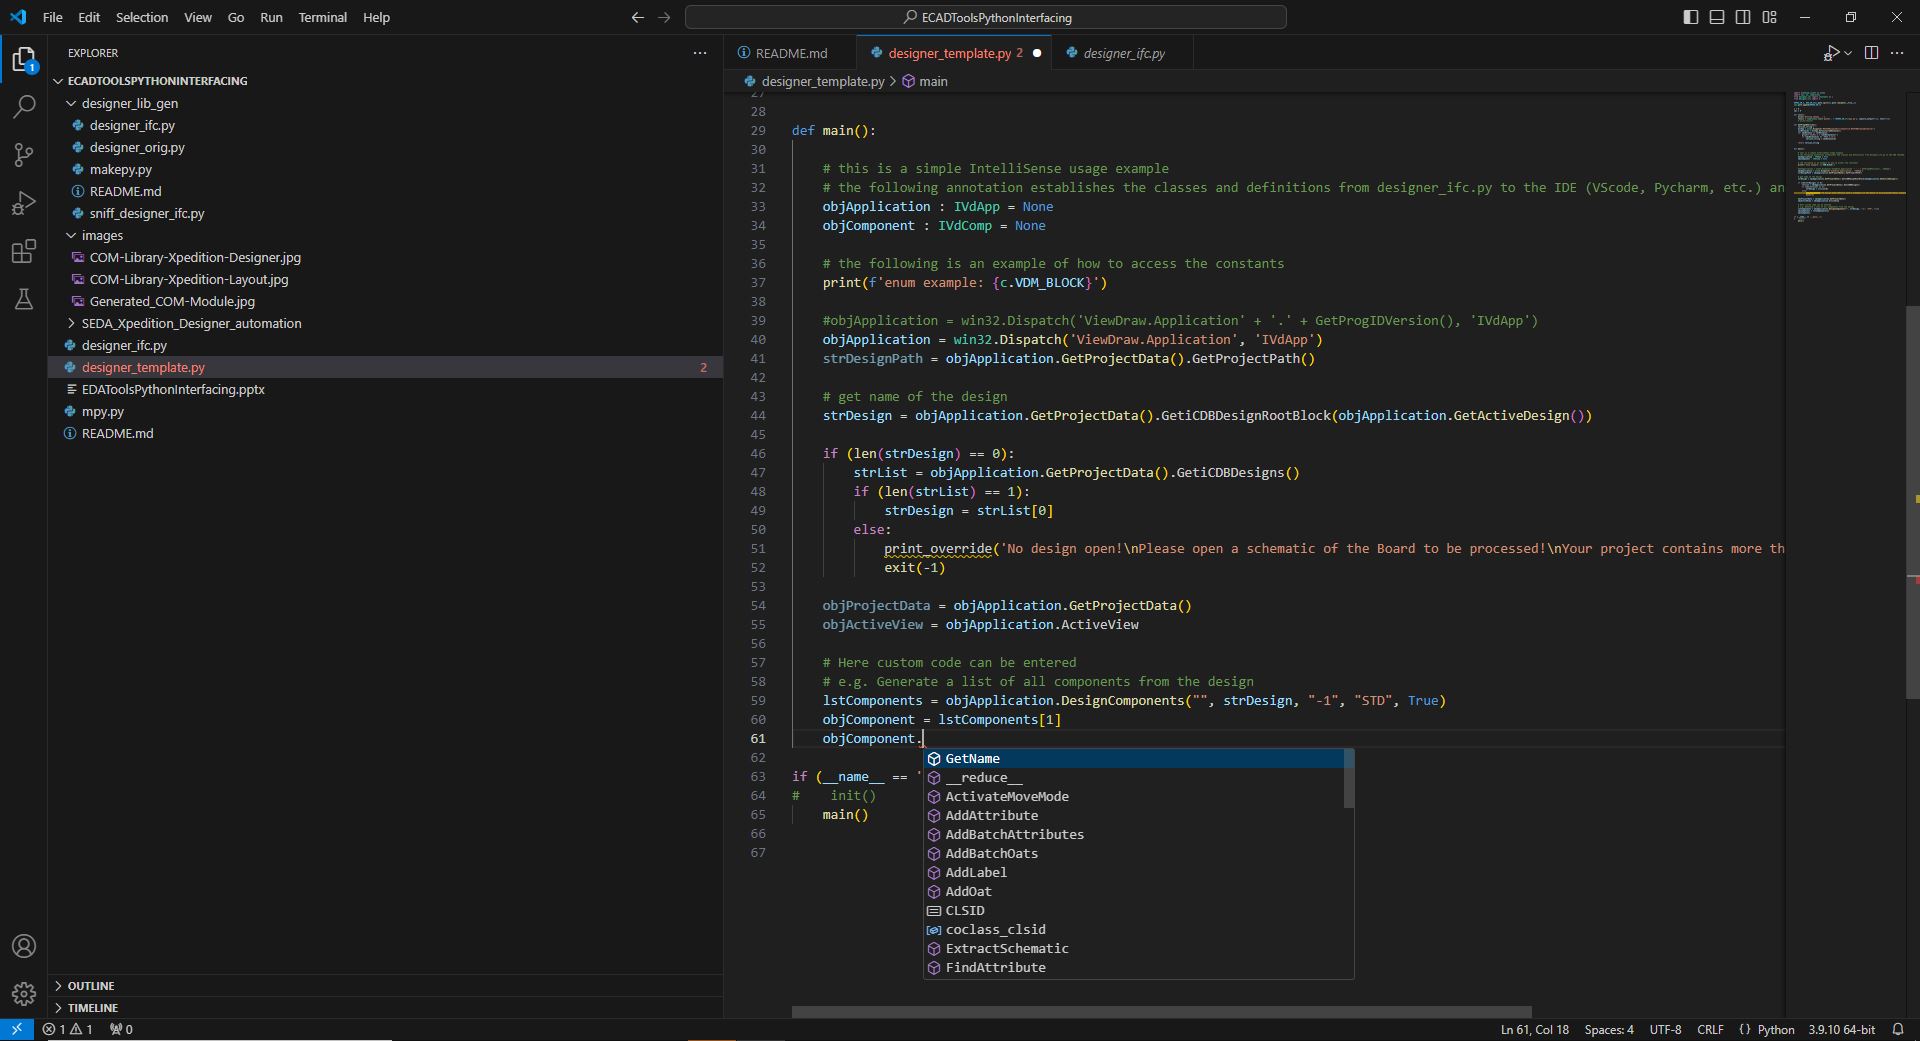 File Edit Selection View Go Run Terminal Help
ECADToolsPythonInterfacing
EXPLORER
ECADTOOLSPYTHONINTERFACING
designer_lib_gen
designer_ifc.py
designer_orig.py
makepy.py
README.md
sniff_designer_ifc.py
images
COM-Library-Xpedition-Designer.jpg
COM-Library-Xpedition-Layout.jpg
Generated_COM-Module.jpg
SEDA_Xpedition_Designer_automation
designer_ifc.py
designer_template.py 2
EDAToolsPythonInterfacing.pptx
mpy.py
README.md
OUTLINE
TIMELINE
1
README.md designer_template.py 2 designer_ifc.py
designer_template.py > main
27
28
29 def main():
30
31 # this is a simple IntelliSense usage example
32 # the following annotation establishes the classes and definitions from designer_ifc.py to the IDE (VScode, Pycharm, etc.) an
33 objApplication : IVdApp = None
34 objComponent : IVdComp = None
35
36 # the following is an example of how to access the constants
37 print(f'enum example: {c.VDM_BLOCK}')
38
39 #objApplication = win32.Dispatch('ViewDraw.Application' + '.' + GetProgIDVersion(), 'IVdApp')
40 objApplication = win32.Dispatch('ViewDraw.Application', 'IVdApp')
41 strDesignPath = objApplication.GetProjectData().GetProjectPath()
42
43 # get name of the design
44 strDesign = objApplication.GetProjectData().GetiCDBDesignRootBlock(objApplication.GetActiveDesign())
45
46 if (len(strDesign) == 0):
47 strList = objApplication.GetProjectData().GetiCDBDesigns()
48 if (len(strList) == 1):
49 strDesign = strList[0]
50 else:
51 print_override('No design open!\nPlease open a schematic of the Board to be processed!\nYour project contains more th
52 exit(-1)
53
54 objProjectData = objApplication.GetProjectData()
55 objActiveView = objApplication.ActiveView
56
57 # Here custom code can be entered
58 # e.g. Generate a list of all components from the design
59 lstComponents = objApplication.DesignComponents("", strDesign, "-1", "STD", True)
60 objComponent = lstComponents[1]
61 objComponent.
62
63 if (__name__ == '
64 # init()
65 main()
66
67
GetName
__reduce__
ActivateMoveMode
AddAttribute
AddBatchAttributes
AddBatchOats
AddLabel
AddOat
CLSID
coclass_clsid
ExtractSchematic
FindAttribute
1 1 0
Ln 61, Col 18 Spaces: 4 UTF-8 CRLF {} Python 3.9.10 64-bit